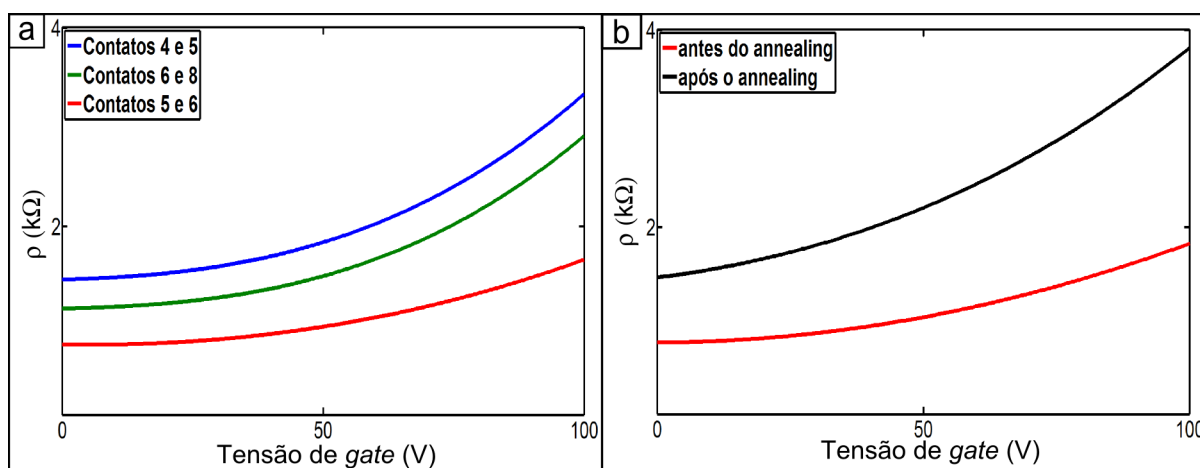 a
4
Contatos 4 e 5
Contatos 6 e 8
Contatos 5 e 6
2
ρ (kΩ)
0
50
100
Tensão de gate (V)
b
4
antes do annealing
após o annealing
2
ρ (kΩ)
0
50
100
Tensão de gate (V)